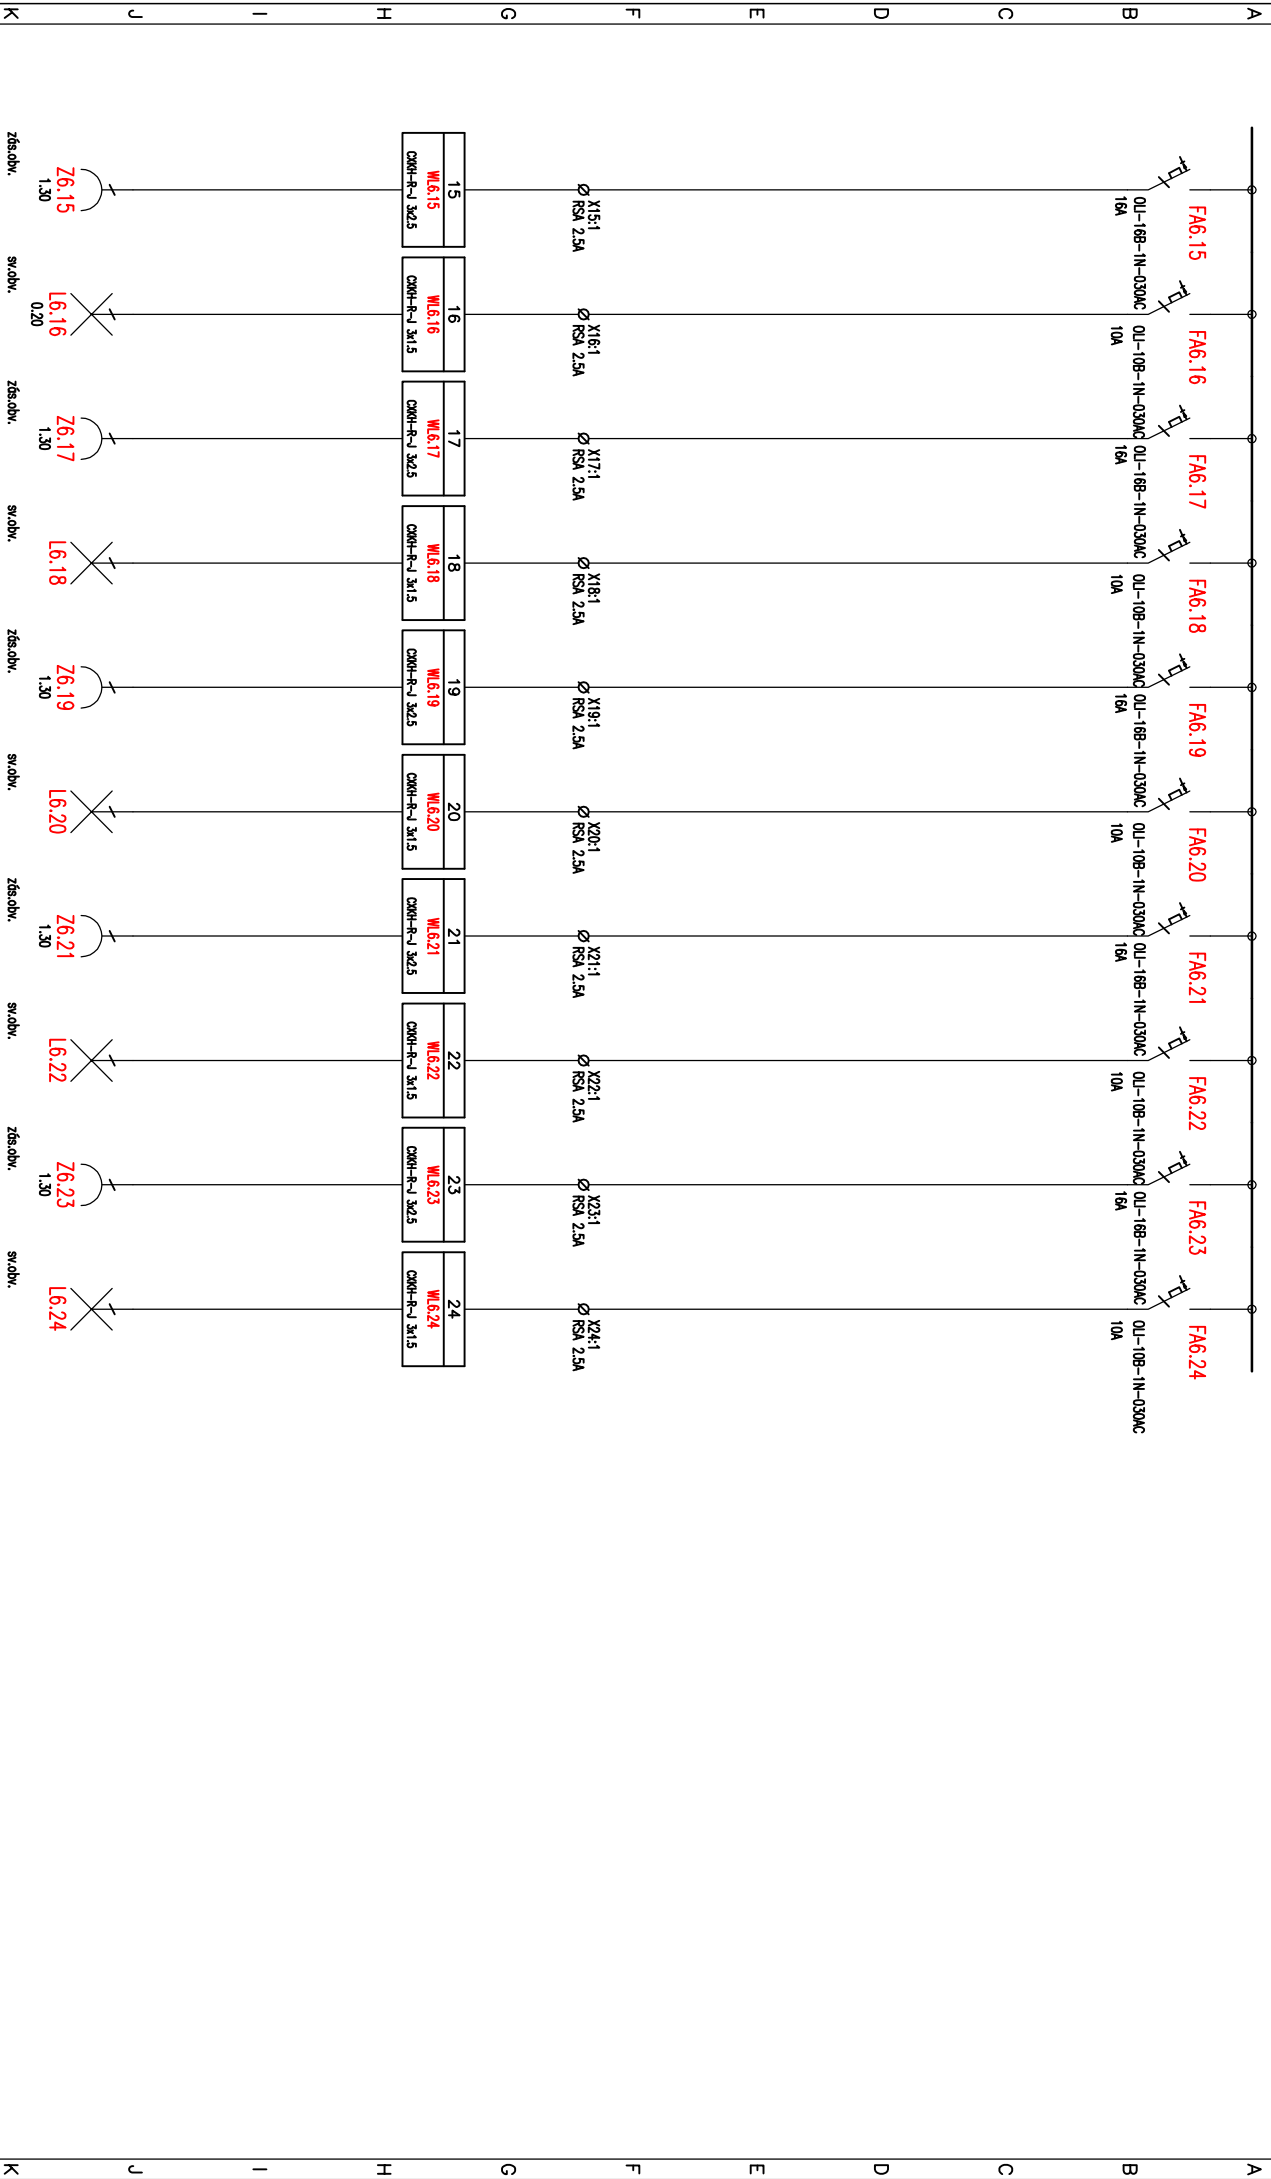 A B C D E F G H I J K
FA6.15
OLI-16B-1N-030AC
16A
X15:1
RSA 2.5A
15
WL6.15
CXKH-R-J 3x2.5
Z6.15
1.30
zás.obv.
FA6.16
OLI-10B-1N-030AC
10A
X16:1
RSA 2.5A
16
WL6.16
CXKH-R-J 3x1.5
L6.16
0.20
sv.obv.
FA6.17
OLI-16B-1N-030AC
16A
X17:1
RSA 2.5A
17
WL6.17
CXKH-R-J 3x2.5
Z6.17
1.30
zás.obv.
FA6.18
OLI-10B-1N-030AC
10A
X18:1
RSA 2.5A
18
WL6.18
CXKH-R-J 3x1.5
L6.18
sv.obv.
FA6.19
OLI-16B-1N-030AC
16A
X19:1
RSA 2.5A
19
WL6.19
CXKH-R-J 3x2.5
Z6.19
1.30
zás.obv.
FA6.20
OLI-10B-1N-030AC
10A
X20:1
RSA 2.5A
20
WL6.20
CXKH-R-J 3x1.5
L6.20
sv.obv.
FA6.21
OLI-16B-1N-030AC
16A
X21:1
RSA 2.5A
21
WL6.21
CXKH-R-J 3x2.5
Z6.21
1.30
zás.obv.
FA6.22
OLI-10B-1N-030AC
10A
X22:1
RSA 2.5A
22
WL6.22
CXKH-R-J 3x1.5
L6.22
sv.obv.
FA6.23
OLI-16B-1N-030AC
16A
X23:1
RSA 2.5A
23
WL6.23
CXKH-R-J 3x2.5
Z6.23
1.30
zás.obv.
FA6.24
OLI-10B-1N-030AC
10A
X24:1
RSA 2.5A
24
WL6.24
CXKH-R-J 3x1.5
L6.24
sv.obv.
A B C D E F G H I J K